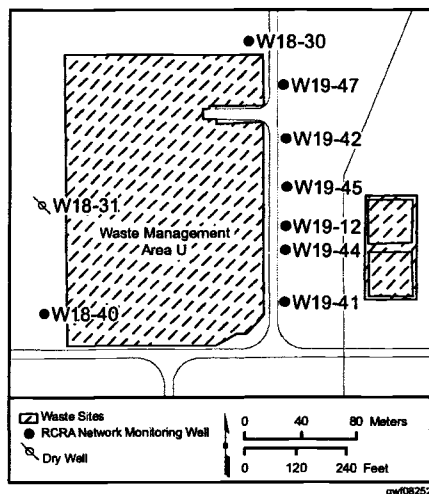 W18-30
W19-47
W19-42
W19-45
W18-31
W19-12
Waste Management
Area U
W19-44
W19-41
W18-40
Waste Sites
RCRA Network Monitoring Well
Dry Well
0 40 80 Meters
0 120 240 Feet